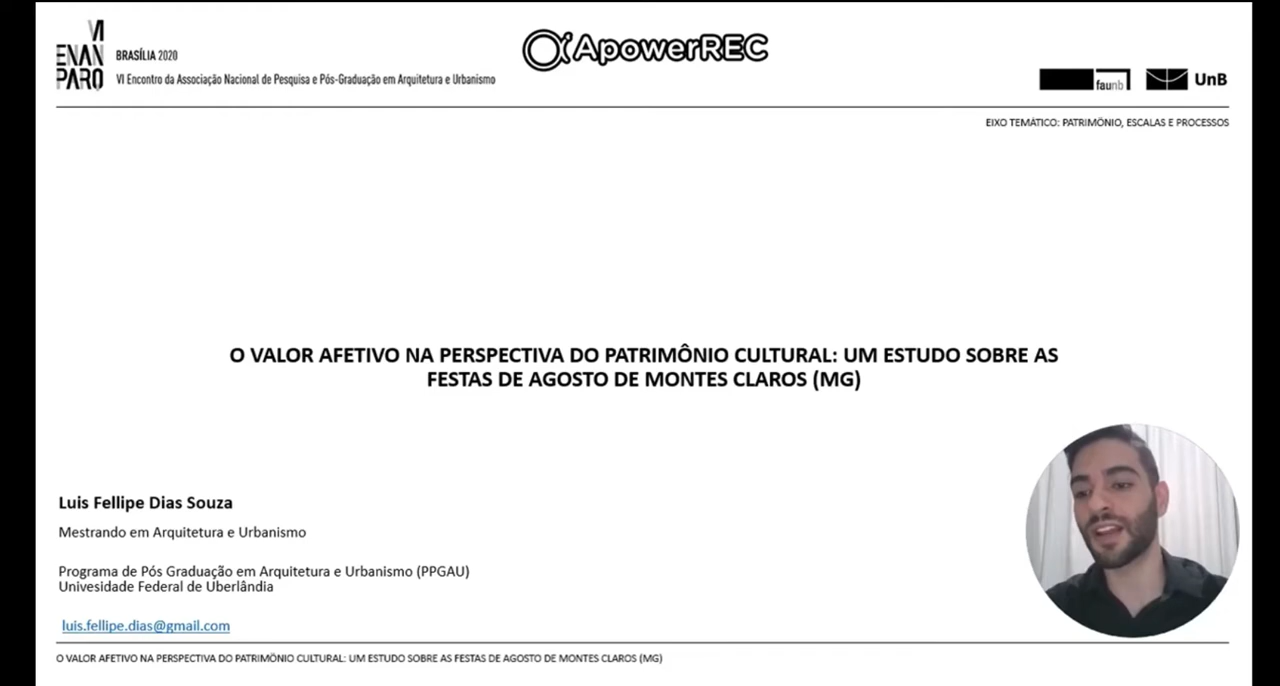 VI
ENAN
PARQ
BRASÍLIA 2020
VI Encontro da Associação Nacional de Pesquisa e Pós-Graduação em Arquitetura e Urbanismo
ApowerREC
faunb
UnB
EIXO TEMÁTICO: PATRIMÔNIO, ESCALAS E PROCESSOS
O VALOR AFETIVO NA PERSPECTIVA DO PATRIMÔNIO CULTURAL: UM ESTUDO SOBRE AS
FESTAS DE AGOSTO DE MONTES CLAROS (MG)
Luis Fellipe Dias Souza
Mestrando em Arquitetura e Urbanismo
Programa de Pós Graduação em Arquitetura e Urbanismo (PPGAU)
Univesidade Federal de Uberlândia
luis.fellipe.dias@gmail.com
O VALOR AFETIVO NA PERSPECTIVA DO PATRIMÔNIO CULTURAL: UM ESTUDO SOBRE AS FESTAS DE AGOSTO DE MONTES CLAROS (MG)